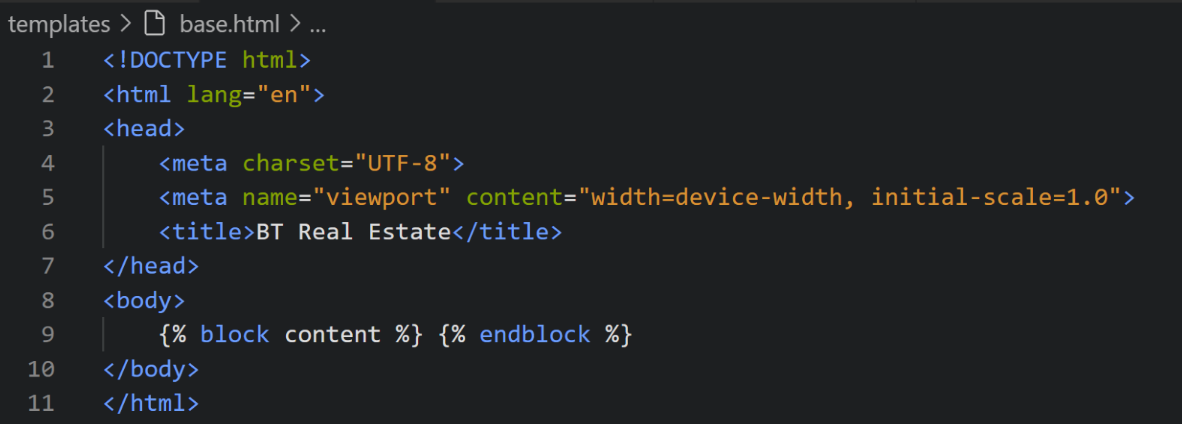 templates > base.html > ...
1 <!DOCTYPE html>
2 <html lang="en">
3 <head>
4     <meta charset="UTF-8">
5     <meta name="viewport" content="width=device-width, initial-scale=1.0">
6     <title>BT Real Estate</title>
7 </head>
8 <body>
9     {% block content %} {% endblock %}
10 </body>
11 </html>